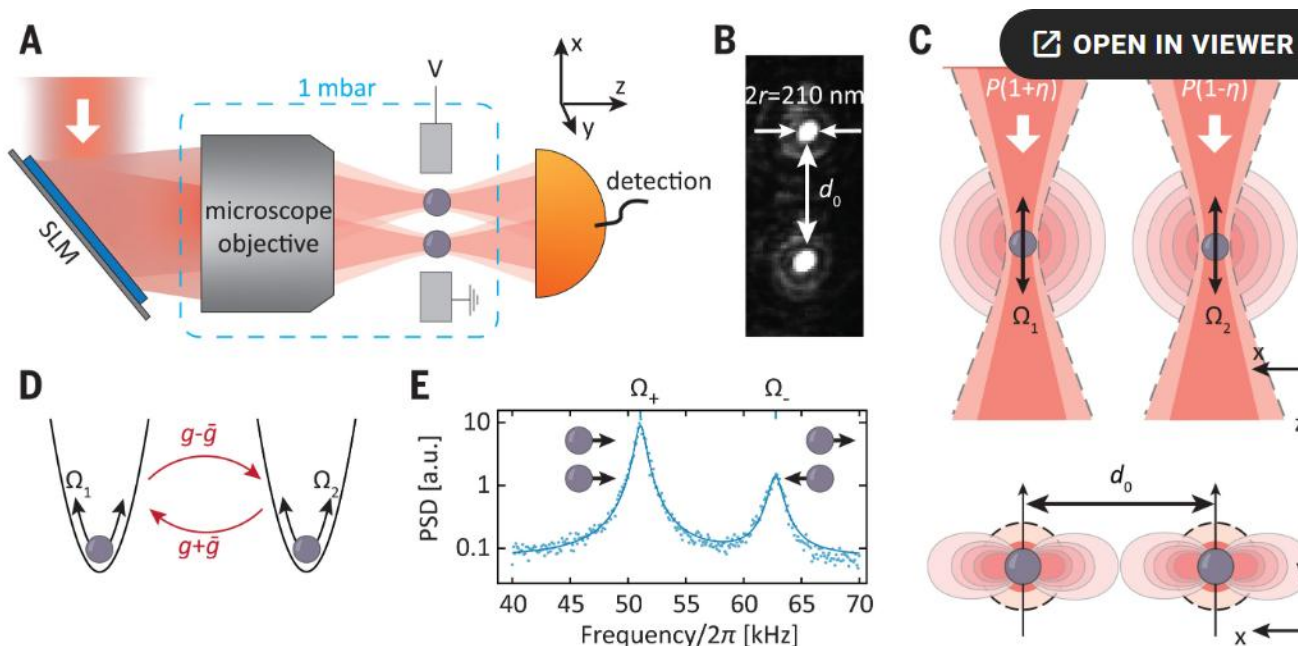 A
1 mbar
V
x
z
y
SLM
microscope
objective
detection
B
2r=210 nm
d₀
C
OPEN IN VIEWER
P(1+η)
P(1-η)
Ω₁
Ω₂
x
z
d₀
x
D
g-ḡ
Ω₁
Ω₂
g+ḡ
E
Ω₊
Ω₋
PSD [a.u.]
10
1
0.1
40 45 50 55 60 65 70
Frequency/2π [kHz]